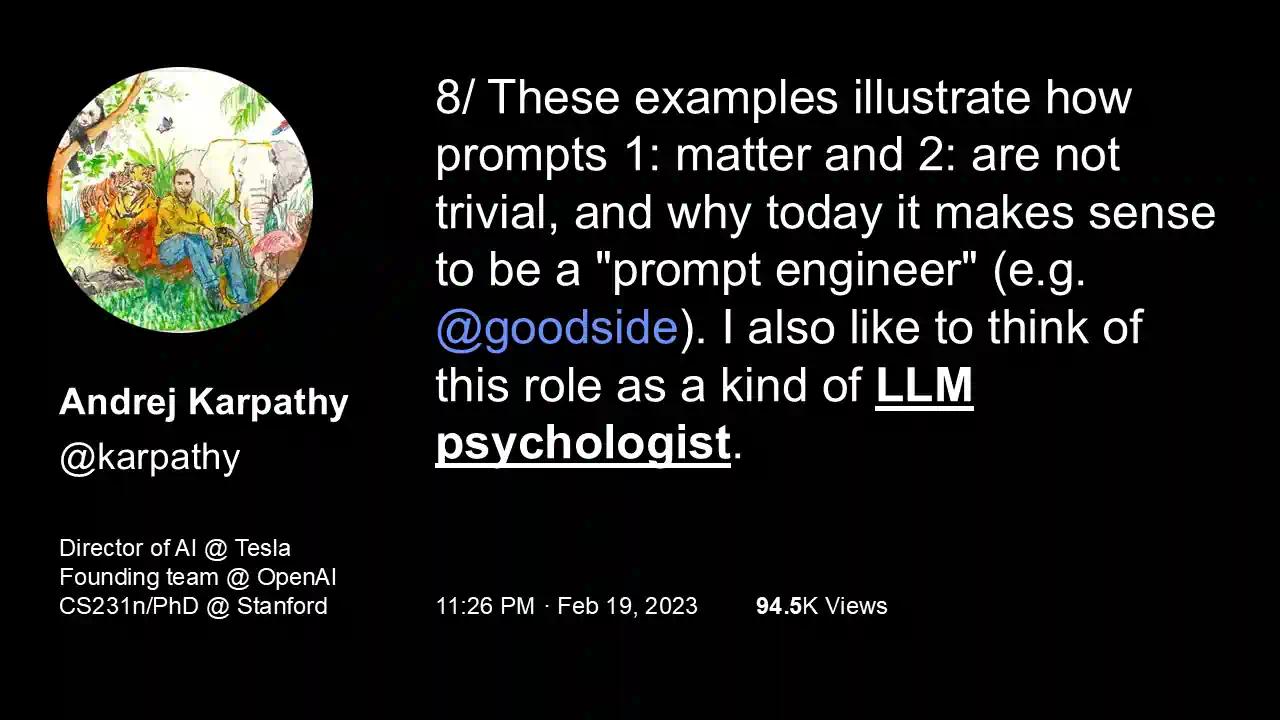 8/ These examples illustrate how
prompts 1: matter and 2: are not
trivial, and why today it makes sense
to be a "prompt engineer" (e.g.
@goodside). I also like to think of
this role as a kind of LLM
psychologist.
Andrej Karpathy
@karpathy
Director of AI @ Tesla
Founding team @ OpenAI
CS231n/PhD @ Stanford
11:26 PM · Feb 19, 2023 94.5K Views